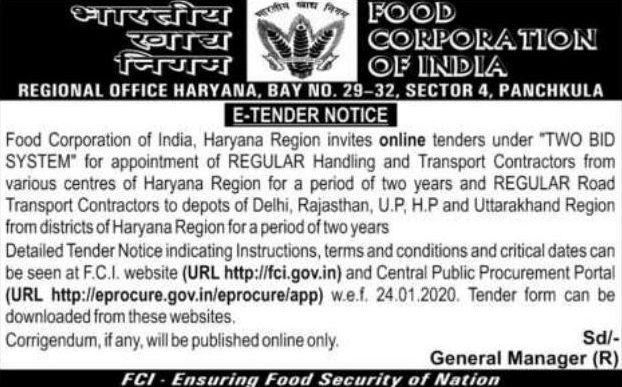 भारतीय
खाद्य
निगम
भारतीय खाद्य निगम
FOOD
CORPORATION
OF INDIA
REGIONAL OFFICE HARYANA, BAY NO. 29-32, SECTOR 4, PANCHKULA
E-TENDER NOTICE
Food Corporation of India, Haryana Region invites online tenders under "TWO BID
SYSTEM" for appointment of REGULAR Handling and Transport Contractors from
various centres of Haryana Region for a period of two years and REGULAR Road
Transport Contractors to depots of Delhi, Rajasthan, U.P, H.P and Uttarakhand Region
from districts of Haryana Region for a period of two years
Detailed Tender Notice indicating Instructions, terms and conditions and critical dates can
be seen at F.C.I. website (URL http://fci.gov.in) and Central Public Procurement Portal
(URL http://eprocure.gov.in/eprocure/app) w.e.f. 24.01.2020. Tender form can be
downloaded from these websites.
Corrigendum, if any, will be published online only.
Sd/-
General Manager (R)
FCI - Ensuring Food Security of Nation